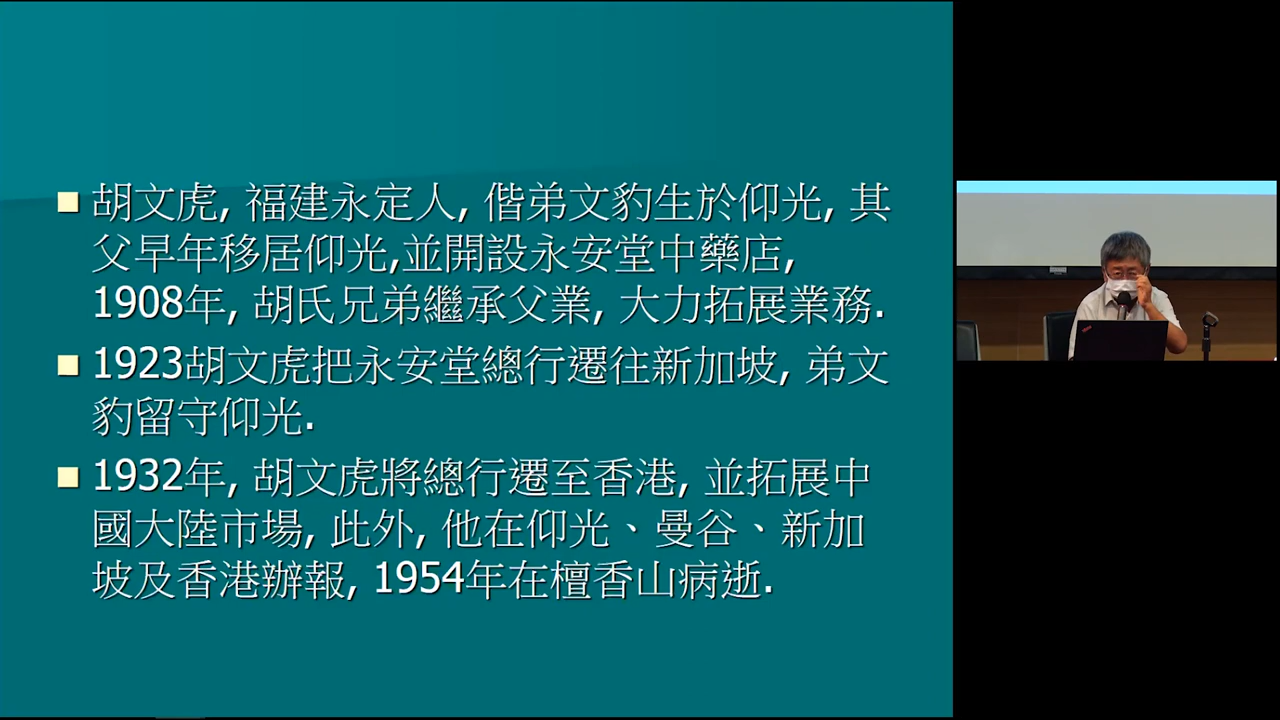 胡文虎, 福建永定人, 偕弟文豹生於仰光, 其
父早年移居仰光,並開設永安堂中藥店,
1908年, 胡氏兄弟繼承父業, 大力拓展業務.
1923胡文虎把永安堂總行遷往新加坡, 弟文
豹留守仰光.
1932年, 胡文虎將總行遷至香港, 並拓展中
國大陸市場, 此外, 他在仰光、曼谷、新加
坡及香港辦報, 1954年在檀香山病逝.